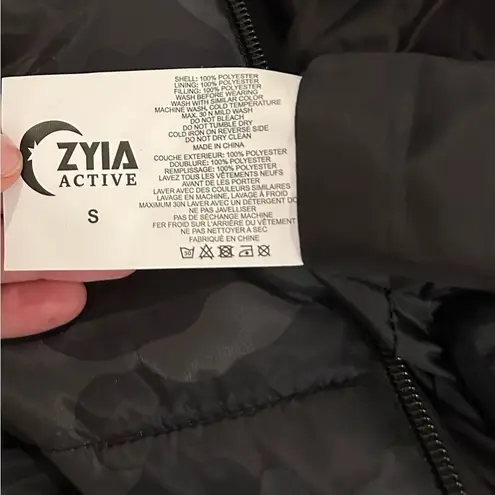 ZYIA
ACTIVE
S
SHELL: 100% POLYESTER
LINING: 100% POLYESTER
FILLING: 100% POLYESTER
WASH BEFORE WEARING
WASH WITH SIMILAR COLOR
MACHINE WASH, COLD TEMPERATURE
MAX. 30 N MILD WASH
DO NOT BLEACH
DO NOT TUMBLE DRY
COLD IRON ON REVERSE SIDE
DO NOT DRY CLEAN
MADE IN CHINA
COUCHE EXTERIEUR: 100% POLYESTER
DOUBLURE: 100% POLYESTER
REMPLISSAGE: 100% POLYESTER
LAVEZ TOUS LES VÊTEMENTS NEUFS
AVANT DE LES PORTER
LAVER AVEC DES COULEURS SIMILAIRES
LAVAGE EN MACHINE, LAVAGE À FROID
MAXIMUM 30N LAVER AVEC UN DETERGENT
NE PAS JAVELLISER
PAS DE SÉCHANGE MACHINE
FER FROID SUR L'ARRIÈRE DU VÊTEMENT
NE PAS NETTOYER A SEC
FABRIQUÉ EN CHINE
30